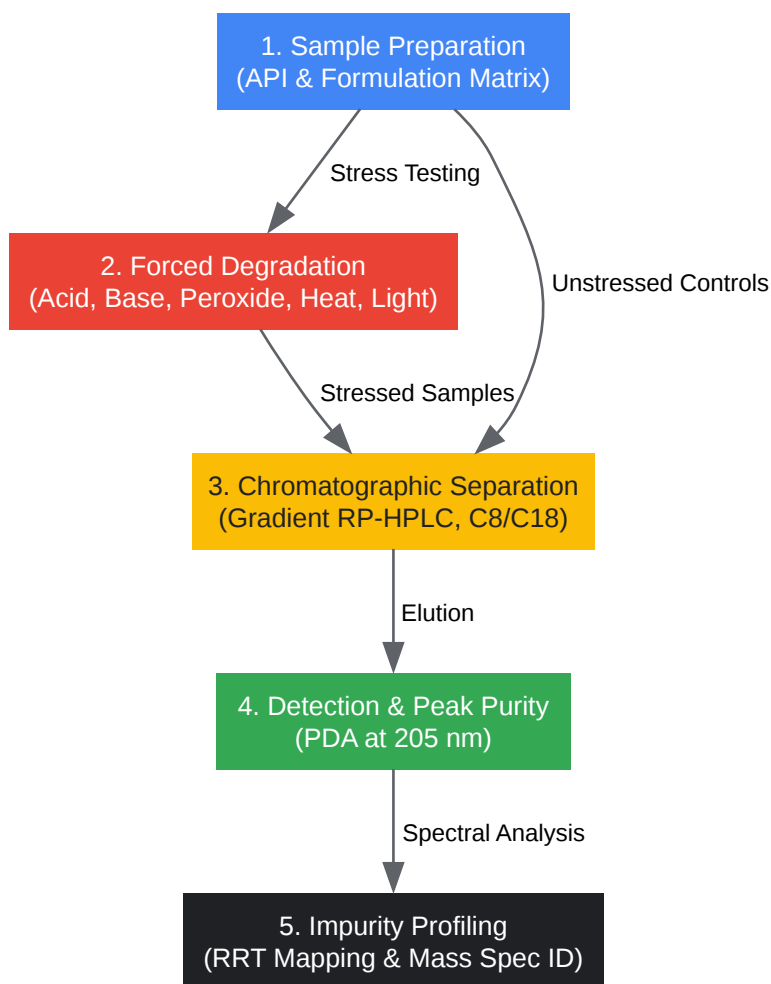 1. Sample Preparation
(API & Formulation Matrix)
Stress Testing
2. Forced Degradation
(Acid, Base, Peroxide, Heat, Light)
Unstressed Controls
Stressed Samples
3. Chromatographic Separation
(Gradient RP-HPLC, C8/C18)
Elution
4. Detection & Peak Purity
(PDA at 205 nm)
Spectral Analysis
5. Impurity Profiling
(RRT Mapping & Mass Spec ID)